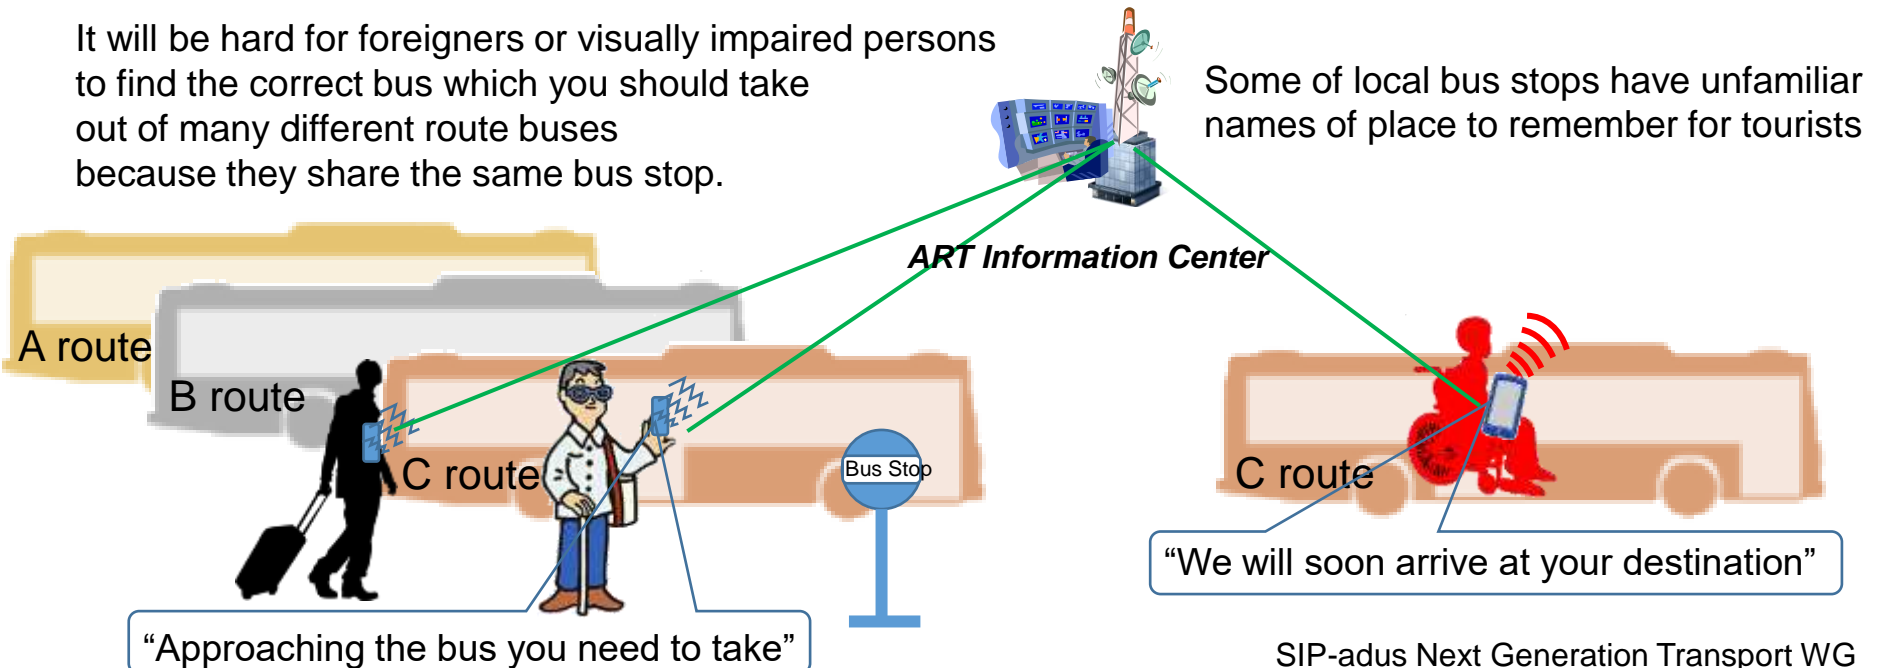 It will be hard for foreigners or visually impaired persons
to find the correct bus which you should take
out of many different route buses
because they share the same bus stop.
Some of local bus stops have unfamiliar
names of place to remember for tourists
ART Information Center
A route
B route
C route
Bus Stop
C route
“We will soon arrive at your destination”
“Approaching the bus you need to take”
SIP-adus Next Generation Transport WG